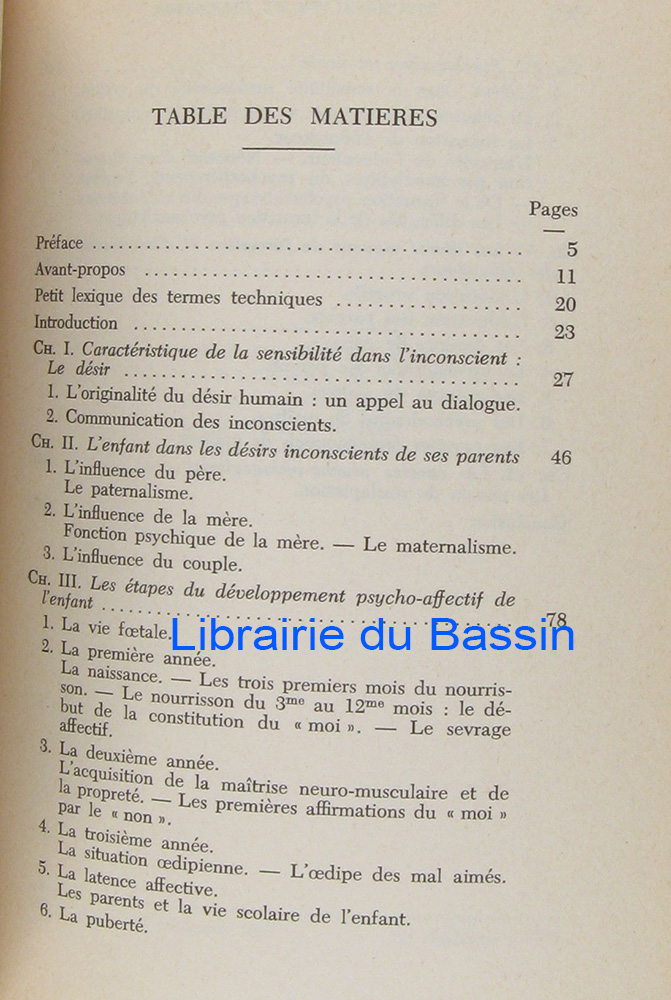 TABLE DES MATIERES
Pages
Préface ........................................ 5
Avant-propos ................................... 11
Petit lexique des termes techniques ................. 20
Introduction .................................... 23
CH. I. Caractéristique de la sensibilité dans l'inconscient :
Le désir ...................................... 27
1. L'originalité du désir humain : un appel au dialogue.
2. Communication des inconscients.
CH. II. L'enfant dans les désirs inconscients de ses parents 46
1. L'influence du père.
Le paternalisme.
2. L'influence de la mère.
Fonction psychique de la mère. — Le maternalisme.
3. L'influence du couple.
CH. III. Les étapes du développement psycho-affectif de
l'enfant ...................................... 78
1. La vie fœtale.
Librairie du Bassin
2. La première année.
La naissance. — Les trois premiers mois du nourris-
son. — Le nourrisson du 3me au 12me mois : le dé-
but de la constitution du « moi ». — Le sevrage
affectif.
3. La deuxième année.
L'acquisition de la maîtrise neuro-musculaire et de
la propreté. — Les premières affirmations du « moi »
par le « non ».
4. La troisième année.
La situation œdipienne. — L'œdipe des mal aimés.
5. La latence affective.
Les parents et la vie scolaire de l'enfant.
6. La puberté.